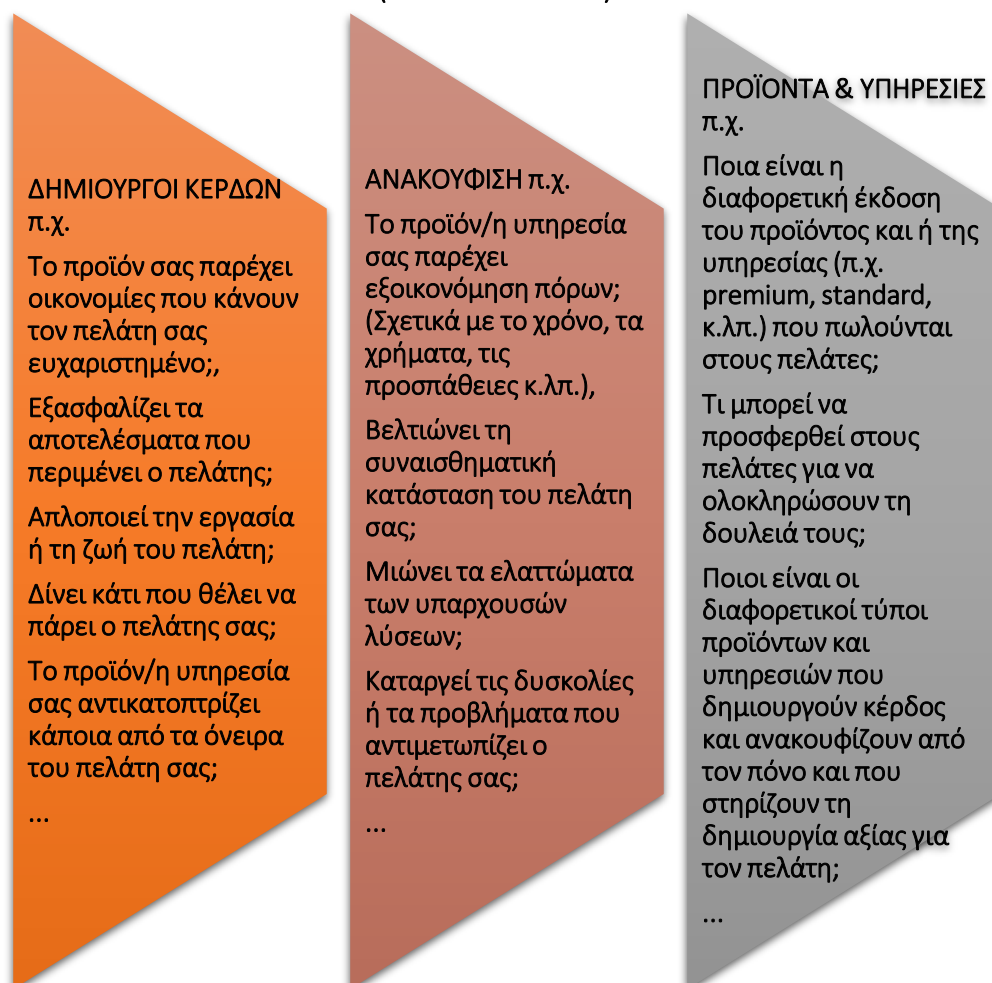 ΔΗΜΙΟΥΡΓΟΙ ΚΕΡΔΩΝ
π.χ.
Το προϊόν σας παρέχει
οικονομίες που κάνουν
τον πελάτη σας
ευχαριστημένο;,
Εξασφαλίζει τα
αποτελέσματα που
περιμένει ο πελάτης;
Απλοποιεί την εργασία
ή τη ζωή του πελάτη;
Δίνει κάτι που θέλει να
πάρει ο πελάτης σας;
Το προϊόν/η υπηρεσία
σας αντικατοπτρίζει
κάποια από τα όνειρα
του πελάτη σας;
...
ΑΝΑΚΟΥΦΙΣΗ π.χ.
Το προϊόν/η υπηρεσία
σας παρέχει
εξοικονόμηση πόρων;
(Σχετικά με το χρόνο, τα
χρήματα, τις
προσπάθειες κ.λπ.),
Βελτιώνει τη
συναισθηματική
κατάσταση του πελάτη
σας;
Μιώνει τα ελαττώματα
των υπαρχουσών
λύσεων;
Καταργεί τις δυσκολίες
ή τα προβλήματα που
αντιμετωπίζει ο
πελάτης σας;
...
ΠΡΟΪΟΝΤΑ & ΥΠΗΡΕΣΙΕΣ
π.χ.
Ποια είναι η
διαφορετική έκδοση
του προϊόντος και ή της
υπηρεσίας (π.χ.
premium, standard,
κ.λπ.) που πωλούνται
στους πελάτες;
Τι μπορεί να
προσφερθεί στους
πελάτες για να
ολοκληρώσουν τη
δουλειά τους;
Ποιοι είναι οι
διαφορετικοί τύποι
προϊόντων και
υπηρεσιών που
δημιουργούν κέρδος
και ανακουφίζουν από
τον πόνο και που
στηρίζουν τη
δημιουργία αξίας για
τον πελάτη;
...